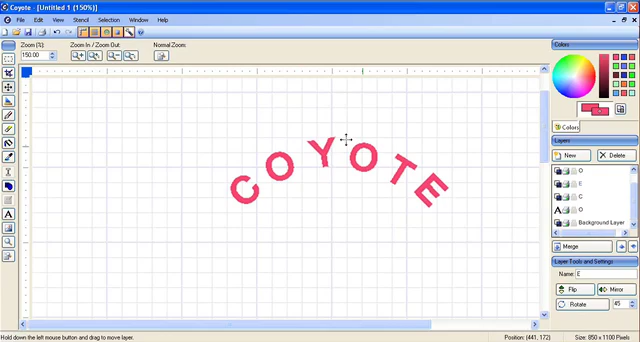 Coyote - [Untitled 1 (150%)]
File Edit View Stencil Selection Window Help
Zoom (%) Zoom In / Zoom Out: Normal Zoom:
150.00
COYOTE
Colors
Colors
Layers
New Delete
O
E
C
O
Background Layer
Merge
Layer Tools and Settings
Name: E
Flip Mirror
Rotate 45
Hold down the left mouse button and drag to move layer. Position: (441, 172) Size: 850 x 1100 Pixels